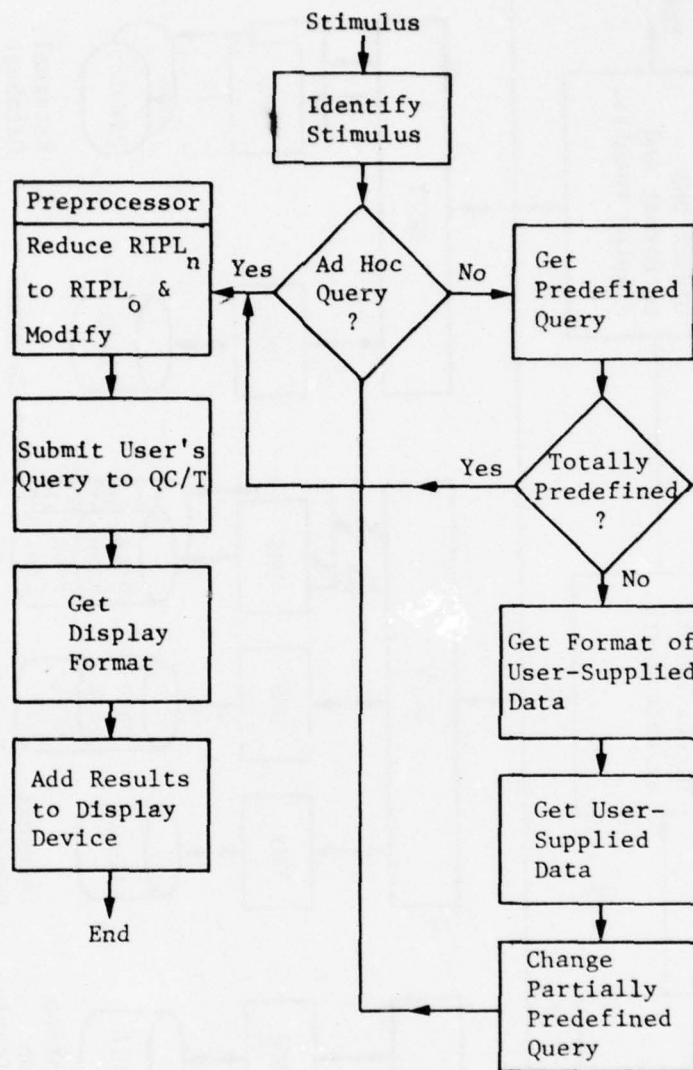 Stimulus
Identify
Stimulus
Ad Hoc
Query
?
Yes
No
Preprocessor
Reduce RIPLn
to RIPLo &
Modify
Submit User's
Query to QC/T
Get
Display
Format
Add Results
to Display
Device
End
Get
Predefined
Query
Totally
Predefined
?
Yes
No
Get Format of
User-Supplied
Data
Get User-
Supplied
Data
Change
Partially
Predefined
Query